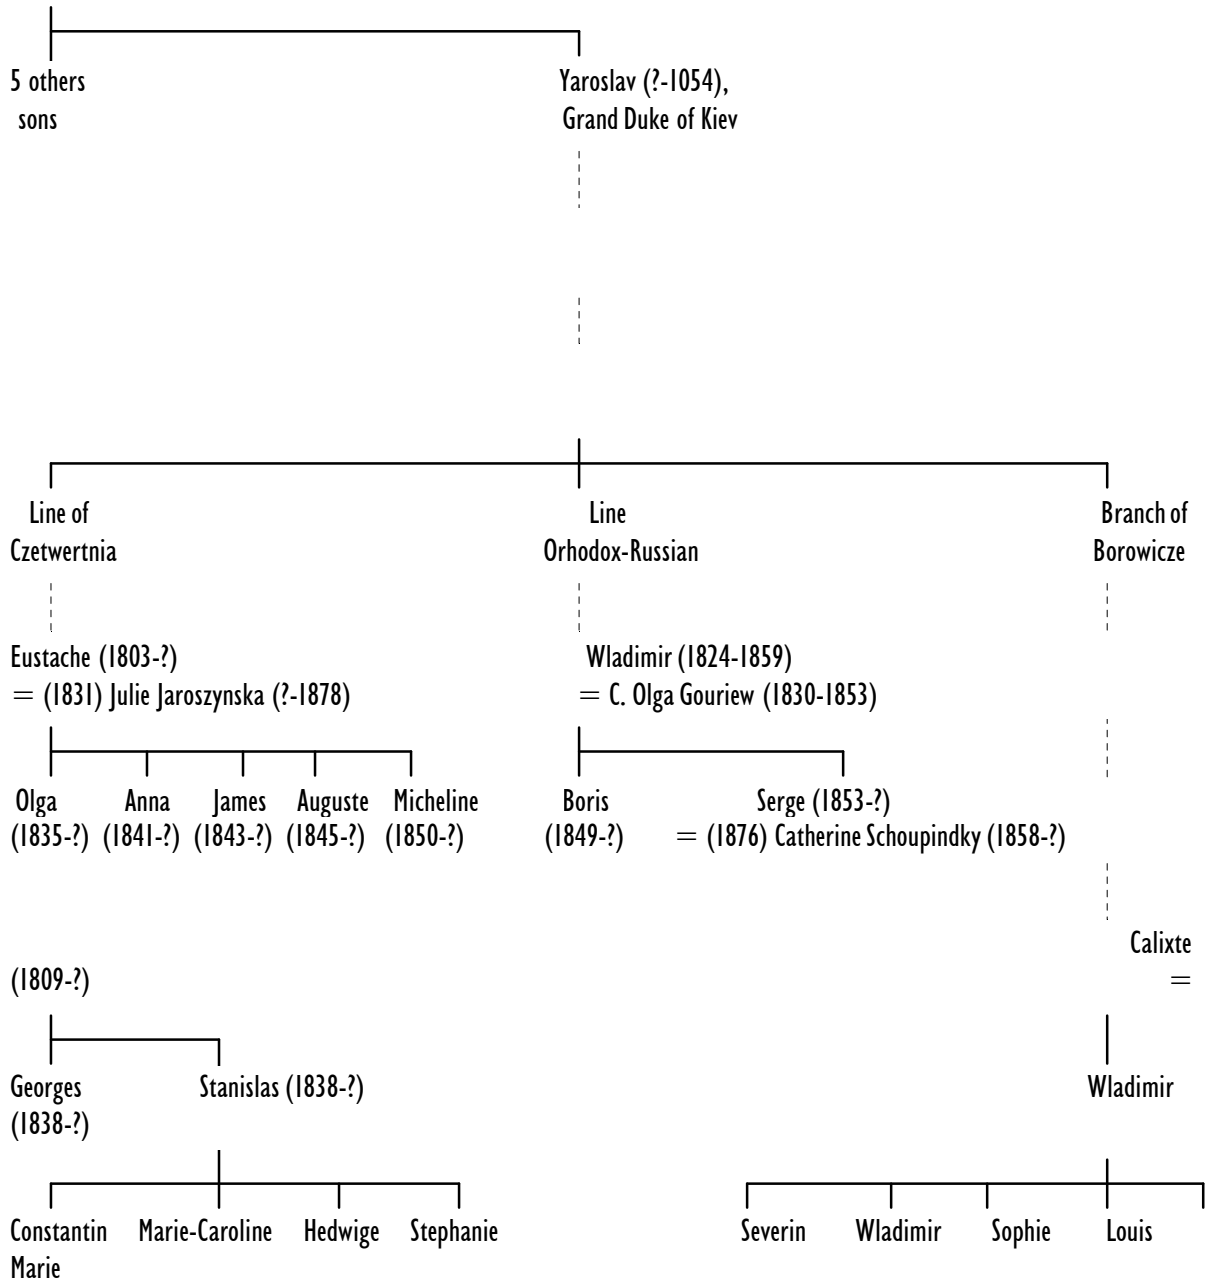 5 others
sons
Yaroslav (?-1054),
Grand Duke of Kiev
Line of
Czetwertnia
Line
Orhodox-Russian
Branch of
Borowicze
Eustache (1803-?)
= (1831) Julie Jaroszynska (?-1878)
Wladimir (1824-1859)
= C. Olga Gouriew (1830-1853)
Olga
(1835-?)
Anna
(1841-?)
James
(1843-?)
Auguste
(1845-?)
Micheline
(1850-?)
Boris
(1849-?)
Serge (1853-?)
= (1876) Catherine Schoupindky (1858-?)
Calixte
=
(1809-?)
Georges
(1838-?)
Stanislas (1838-?)
Wladimir
Constantin
Marie
Marie-Caroline
Hedwige
Stephanie
Severin
Wladimir
Sophie
Louis